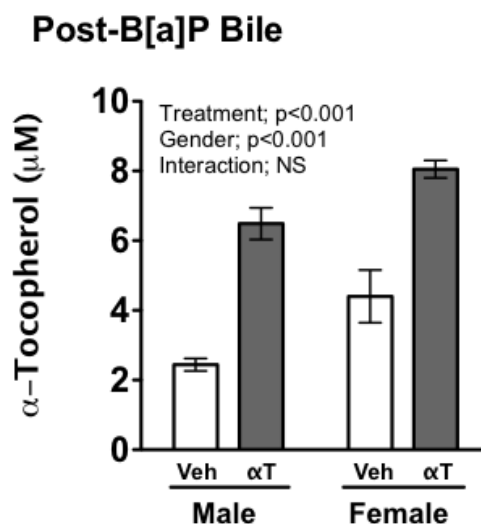 Post-B[a]P Bile
α–Tocopherol (μM)
10
8
6
4
2
0
Treatment; p<0.001
Gender; p<0.001
Interaction; NS
Veh αT Veh αT
Male Female